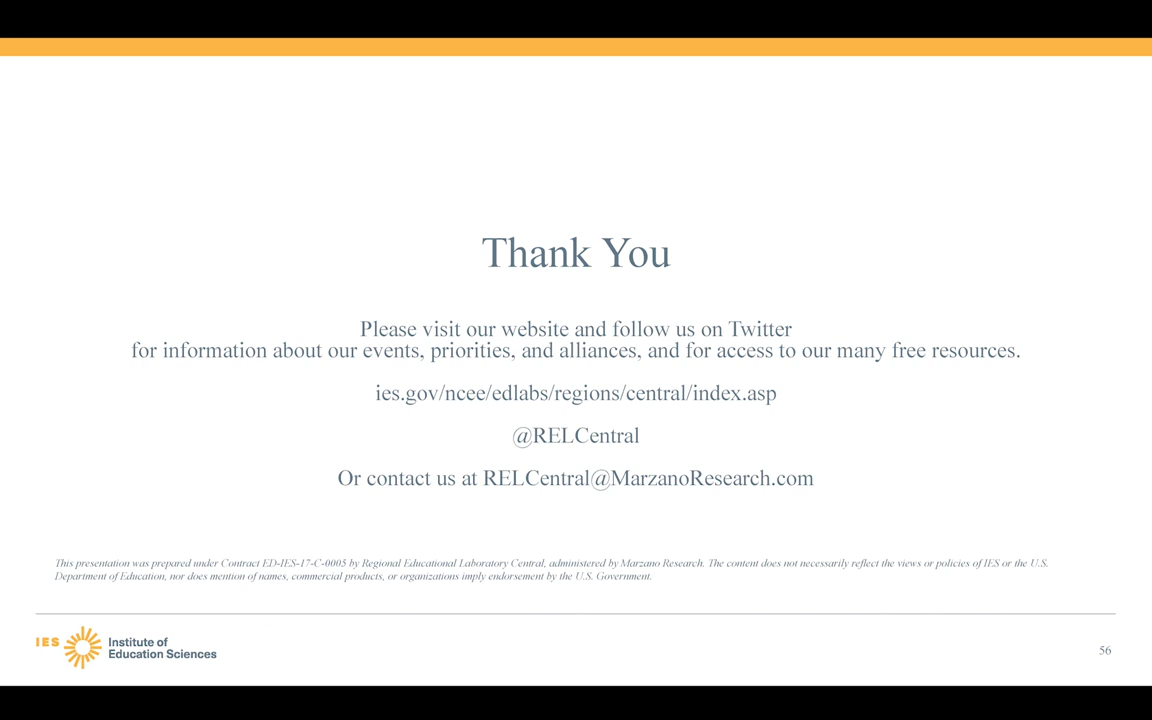 Thank You
Please visit our website and follow us on Twitter
for information about our events, priorities, and alliances, and for access to our many free resources.
ies.gov/ncee/edlabs/regions/central/index.asp
@RELCentral
Or contact us at RELCentral@MarzanoResearch.com
This presentation was prepared under Contract ED-IES-17-C-0005 by Regional Educational Laboratory Central, administered by Marzano Research. The content does not necessarily reflect the views or policies of IES or the U.S.
Department of Education, nor does mention of names, commercial products, or organizations imply endorsement by the U.S. Government.
IES Institute of
Education Sciences
56